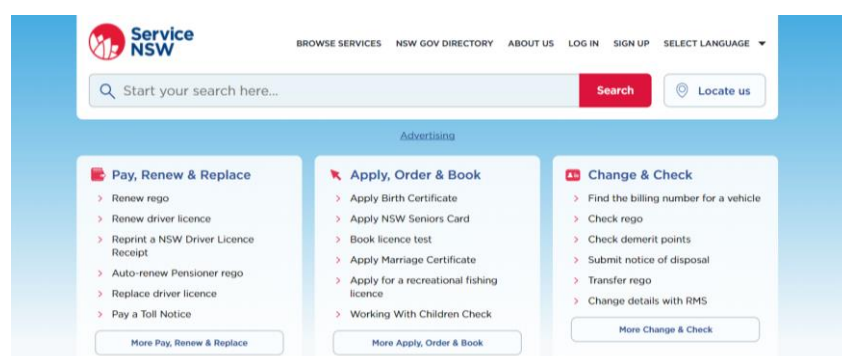 Service
NSW
BROWSE SERVICES NSW GOV DIRECTORY ABOUT US LOG IN SIGN UP SELECT LANGUAGE
Start your search here...
Search
Locate us
Advertising
Pay, Renew & Replace
Renew rego
Renew driver licence
Reprint a NSW Driver Licence
Receipt
Auto-renew Pensioner rego
Replace driver licence
Pay a Toll Notice
More Pay, Renew & Replace
Apply, Order & Book
Apply Birth Certificate
Apply NSW Seniors Card
Book licence test
Apply Marriage Certificate
Apply for a recreational fishing
licence
Working With Children Check
More Apply, Order & Book
Change & Check
Find the billing number for a vehicle
Check rego
Check demerit points
Submit notice of disposal
Transfer rego
Change details with RMS
More Change & Check